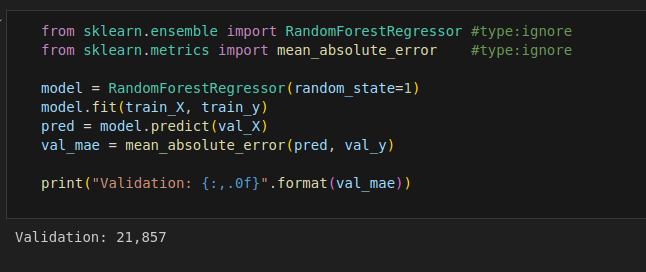 from sklearn.ensemble import RandomForestRegressor #type:ignore
from sklearn.metrics import mean_absolute_error    #type:ignore
model = RandomForestRegressor(random_state=1)
model.fit(train_X, train_y)
pred = model.predict(val_X)
val_mae = mean_absolute_error(pred, val_y)
print("Validation: {:,.0f}".format(val_mae))
Validation: 21,857